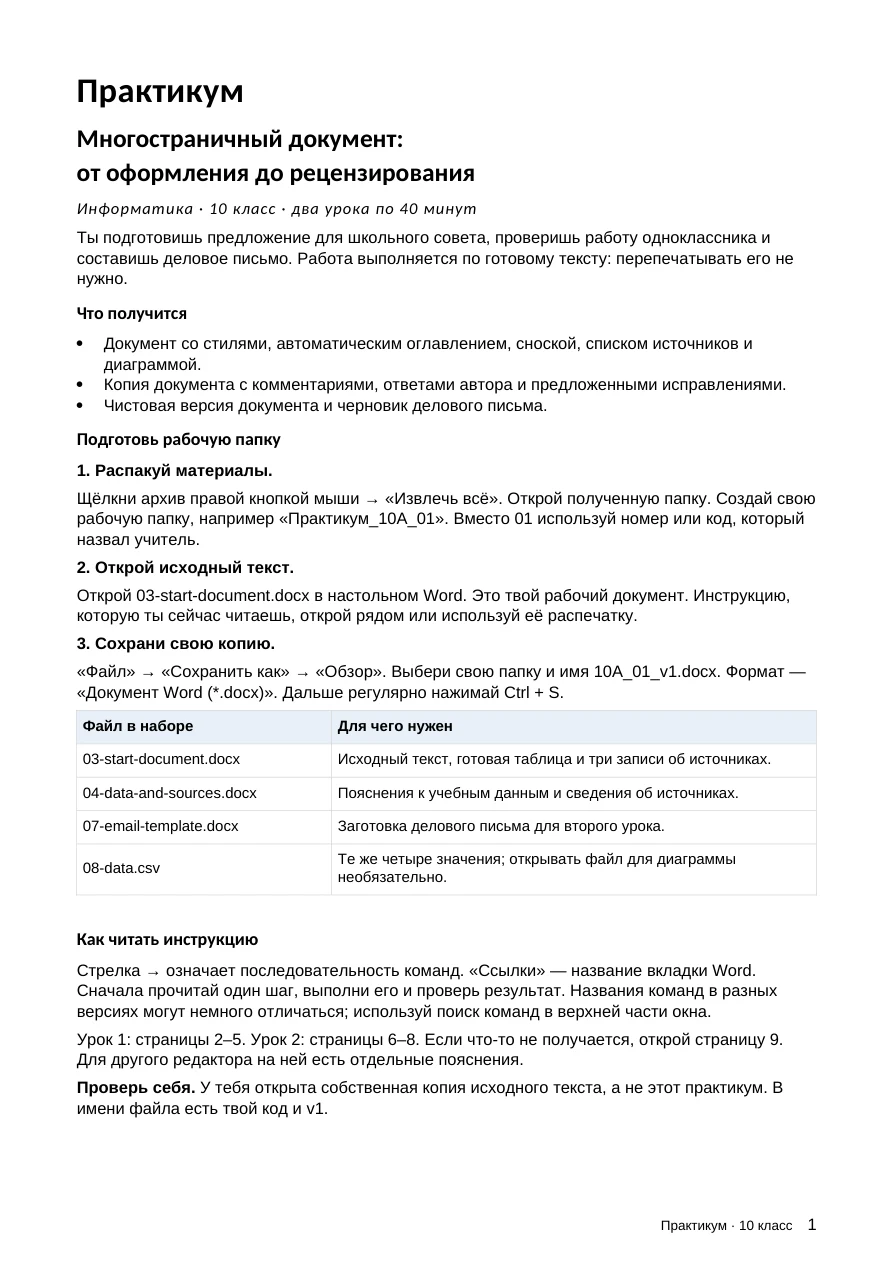 Практикум
Многостраничный документ:
от оформления до рецензирования
Информатика · 10 класс · два урока по 40 минут
Ты подготовишь предложение для школьного совета, проверишь работу одноклассника и
составишь деловое письмо. Работа выполняется по готовому тексту: перепечатывать его не
нужно.
Что получится
• Документ со стилями, автоматическим оглавлением, сноской, списком источников и
диаграммой.
• Копия документа с комментариями, ответами автора и предложенными исправлениями.
• Чистовая версия документа и черновик делового письма.
Подготовь рабочую папку
1. Распакуй материалы.
Щёлкни архив правой кнопкой мыши → «Извлечь всё». Открой полученную папку. Создай свою
рабочую папку, например «Практикум_10А_01». Вместо 01 используй номер или код, который
назвал учитель.
2. Открой исходный текст.
Открой 03-start-document.docx в настольном Word. Это твой рабочий документ. Инструкцию,
которую ты сейчас читаешь, открой рядом или используй её распечатку.
3. Сохрани свою копию.
«Файл» → «Сохранить как» → «Обзор». Выбери свою папку и имя 10А_01_v1.docx. Формат —
«Документ Word (*.docx)». Дальше регулярно нажимай Ctrl + S.
Файл в наборе Для чего нужен
03-start-document.docx Исходный текст, готовая таблица и три записи об источниках.
04-data-and-sources.docx Пояснения к учебным данным и сведения об источниках.
07-email-template.docx Заготовка делового письма для второго урока.
08-data.csv Те же четыре значения; открывать файл для диаграммы
необязательно.
Как читать инструкцию
Стрелка → означает последовательность команд. «Ссылки» — название вкладки Word.
Сначала прочитай один шаг, выполни его и проверь результат. Названия команд в разных
версиях могут немного отличаться; используй поиск команд в верхней части окна.
Урок 1: страницы 2–5. Урок 2: страницы 6–8. Если что-то не получается, открой страницу 9.
Для другого редактора на ней есть отдельные пояснения.
Проверь себя. У тебя открыта собственная копия исходного текста, а не этот практикум. В
имени файла есть твой код и v1.
Практикум · 10 класс 1